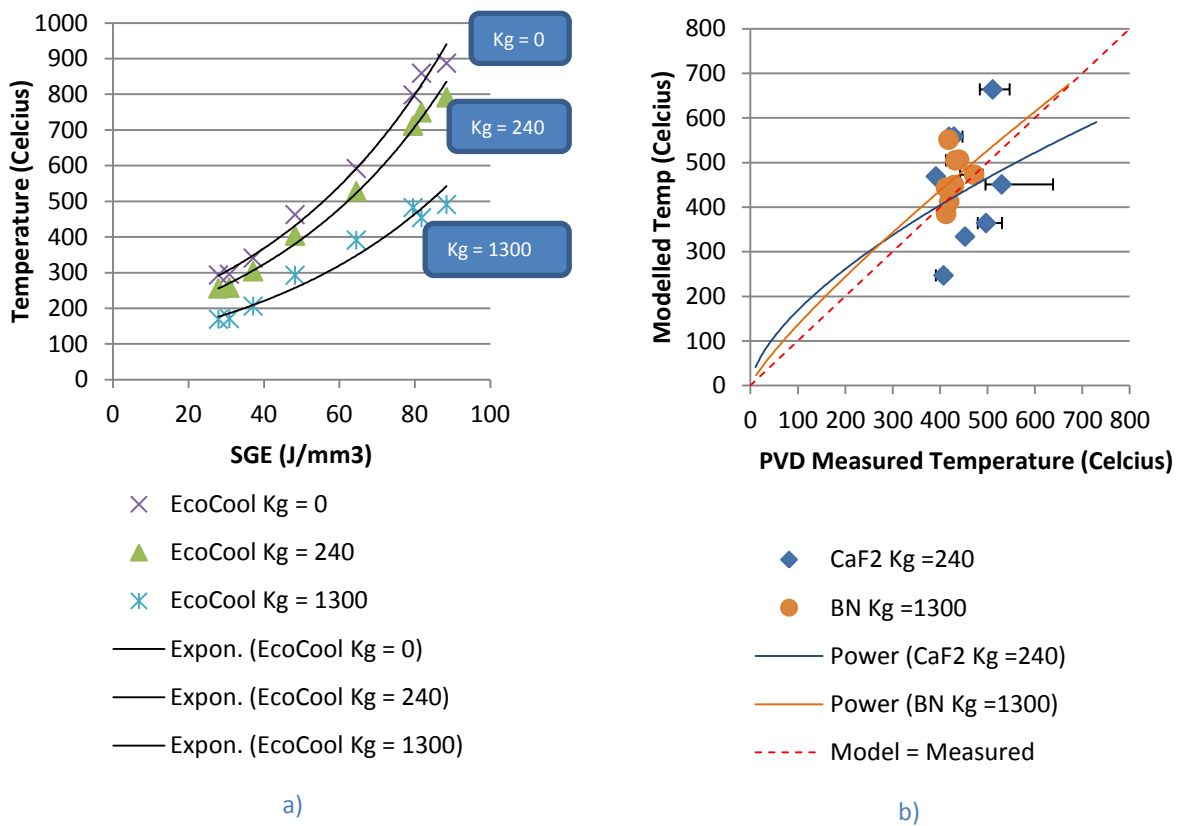 1000
900
800
700
600
500
400
300
200
100
0
0 20 40 60 80 100
Temperature (Celcius)
SGE (J/mm3)
Kg = 0
Kg = 240
Kg = 1300
EcoCool Kg = 0
EcoCool Kg = 240
EcoCool Kg = 1300
Expon. (EcoCool Kg = 0)
Expon. (EcoCool Kg = 240)
Expon. (EcoCool Kg = 1300)
a)
800
700
600
500
400
300
200
100
0
0 100 200 300 400 500 600 700 800
Modelled Temp (Celcius)
PVD Measured Temperature (Celcius)
CaF2 Kg =240
BN Kg =1300
Power (CaF2 Kg =240)
Power (BN Kg =1300)
Model = Measured
b)